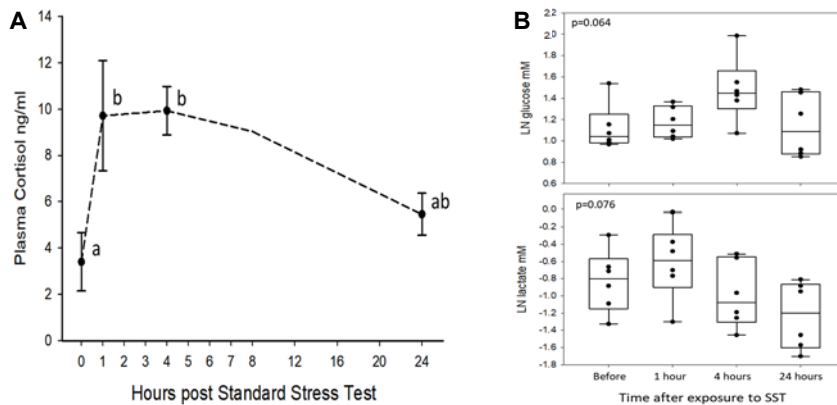 A
14
12
10
8
6
4
2
0
Plasma Cortisol ng/ml
a
b
b
ab
0 1 2 3 4 5 6 7 8 12 16 20 24
Hours post Standard Stress Test
B
p=0.064
2.2
2.0
1.8
1.6
1.4
1.2
1.0
0.8
0.6
LN glucose mM
p=0.076
0.0
-0.2
-0.4
-0.6
-0.8
-1.0
-1.2
-1.4
-1.6
-1.8
LN lactate mM
Before 1 hour 4 hours 24 hours
Time after exposure to SST